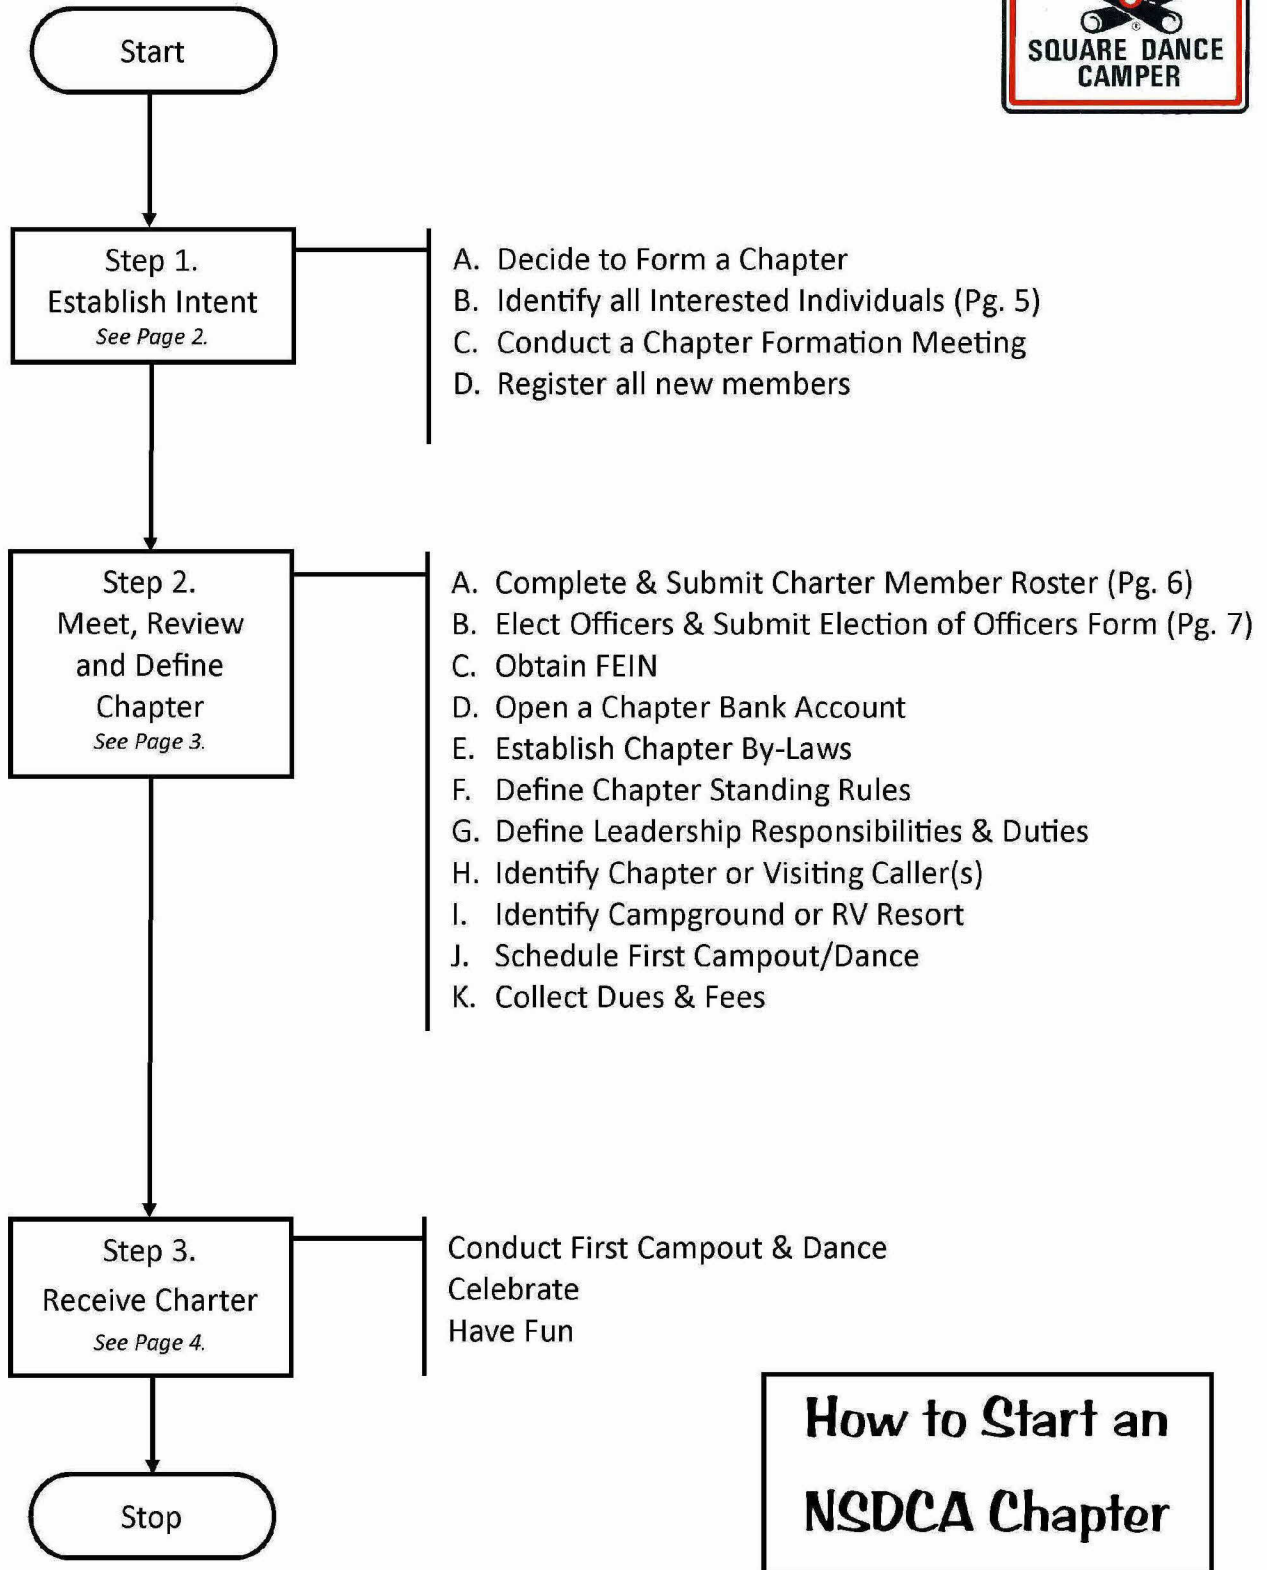 SQUARE DANCE
CAMPER
Start
Step 1.
Establish Intent
See Page 2.
A. Decide to Form a Chapter
B. Identify all Interested Individuals (Pg. 5)
C. Conduct a Chapter Formation Meeting
D. Register all new members
Step 2.
Meet, Review
and Define
Chapter
See Page 3.
A. Complete & Submit Charter Member Roster (Pg. 6)
B. Elect Officers & Submit Election of Officers Form (Pg. 7)
C. Obtain FEIN
D. Open a Chapter Bank Account
E. Establish Chapter By-Laws
F. Define Chapter Standing Rules
G. Define Leadership Responsibilities & Duties
H. Identify Chapter or Visiting Caller(s)
I. Identify Campground or RV Resort
J. Schedule First Campout/Dance
K. Collect Dues & Fees
Step 3.
Receive Charter
See Page 4.
Conduct First Campout & Dance
Celebrate
Have Fun
Stop
How to Start an
NSDCA Chapter